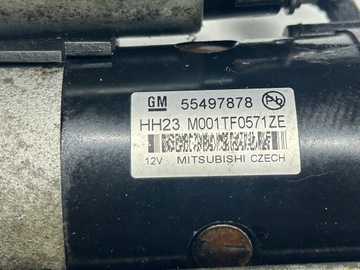 GM 55497878 Pb
HH23 M001TF0571ZE
12V MITSUBISHI CZECH